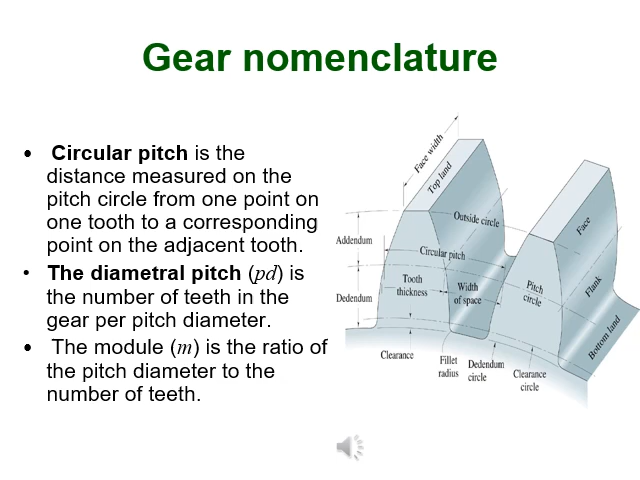 Gear nomenclature
• Circular pitch is the
distance measured on the
pitch circle from one point on
one tooth to a corresponding
point on the adjacent tooth.
• The diametral pitch (pd) is
the number of teeth in the
gear per pitch diameter.
• The module (m) is the ratio of
the pitch diameter to the
number of teeth.
Face width
Top land
Outside circle
Face
Addendum
Circular pitch
Tooth
thickness
Width
of space
Pitch
circle
Flank
Dedendum
Bottom land
Clearance
Fillet
radius
Dedendum
circle
Clearance
circle